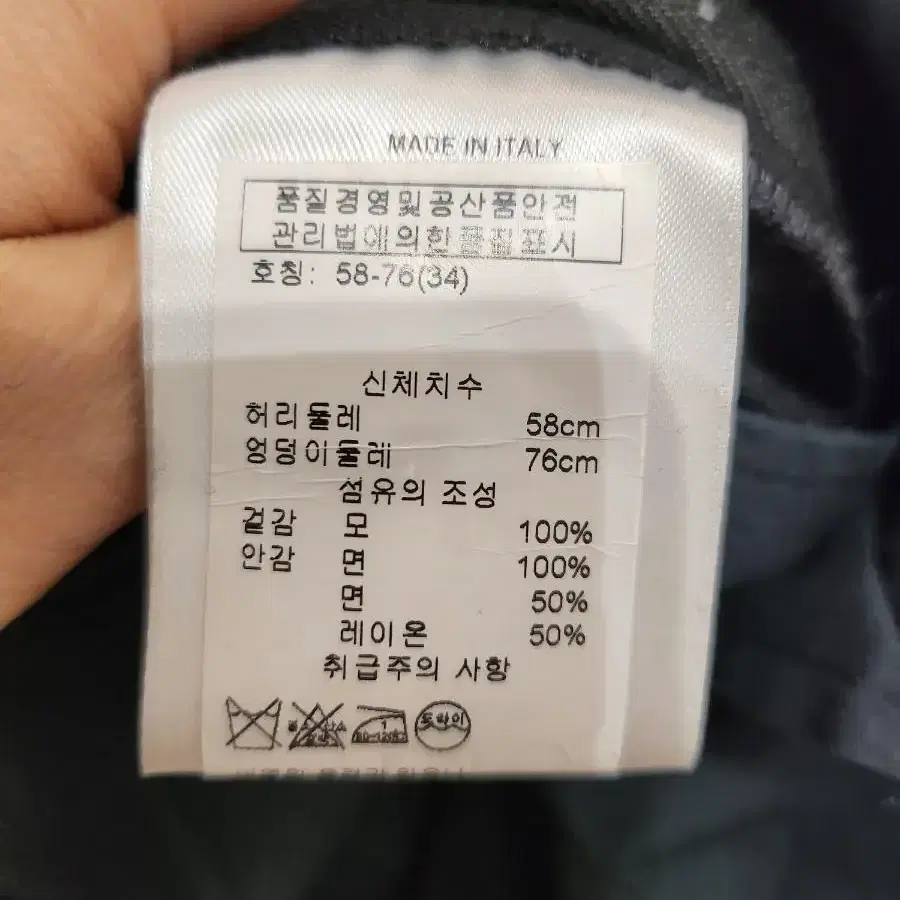 MADE IN ITALY
품질경영및공산품안전
관리법에의한품질표시
호칭: 58-76(34)
신체치수
허리둘레 58cm
엉덩이둘레 76cm
섬유의 조성
겉감 모 100%
안감 면 100%
면 50%
레이온 50%
취급주의 사항
드라이